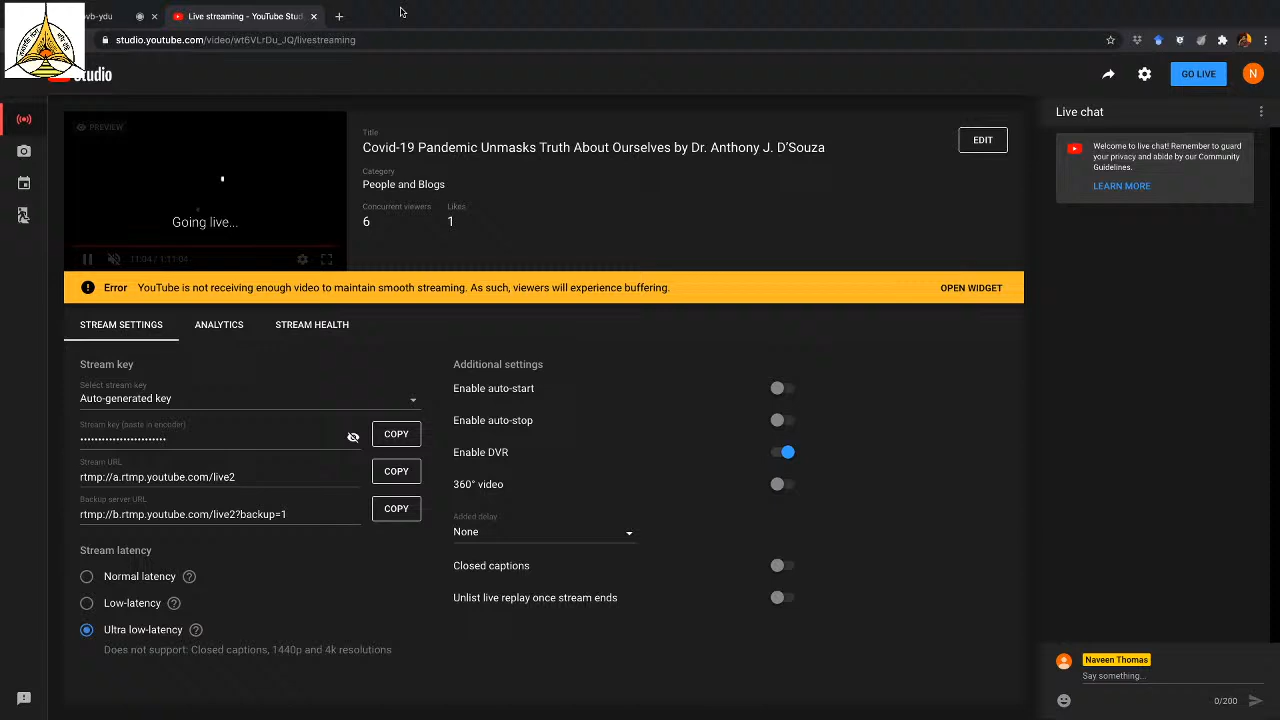 ovb-ydu
Live streaming - YouTube Stud
studio.youtube.com/video/wt6VLrDu_JQ/livestreaming
Studio
GO LIVE
N
PREVIEW
Going live...
11:04 / 1:11:04
Title
Covid-19 Pandemic Unmasks Truth About Ourselves by Dr. Anthony J. D'Souza
EDIT
Category
People and Blogs
Concurrent viewers
Likes
6
1
Live chat
Welcome to live chat! Remember to guard
your privacy and abide by our Community
Guidelines.
LEARN MORE
Error YouTube is not receiving enough video to maintain smooth streaming. As such, viewers will experience buffering.
OPEN WIDGET
STREAM SETTINGS
ANALYTICS
STREAM HEALTH
Stream key
Select stream key
Auto-generated key
Stream key (paste in encoder)
••••••••••••••••••••••••
COPY
Stream URL
rtmp://a.rtmp.youtube.com/live2
COPY
Backup server URL
rtmp://b.rtmp.youtube.com/live2?backup=1
COPY
Stream latency
Normal latency
Low-latency
Ultra low-latency
Does not support: Closed captions, 1440p and 4k resolutions
Additional settings
Enable auto-start
Enable auto-stop
Enable DVR
360° video
Added delay
None
Closed captions
Unlist live replay once stream ends
Naveen Thomas
Say something...
0/200